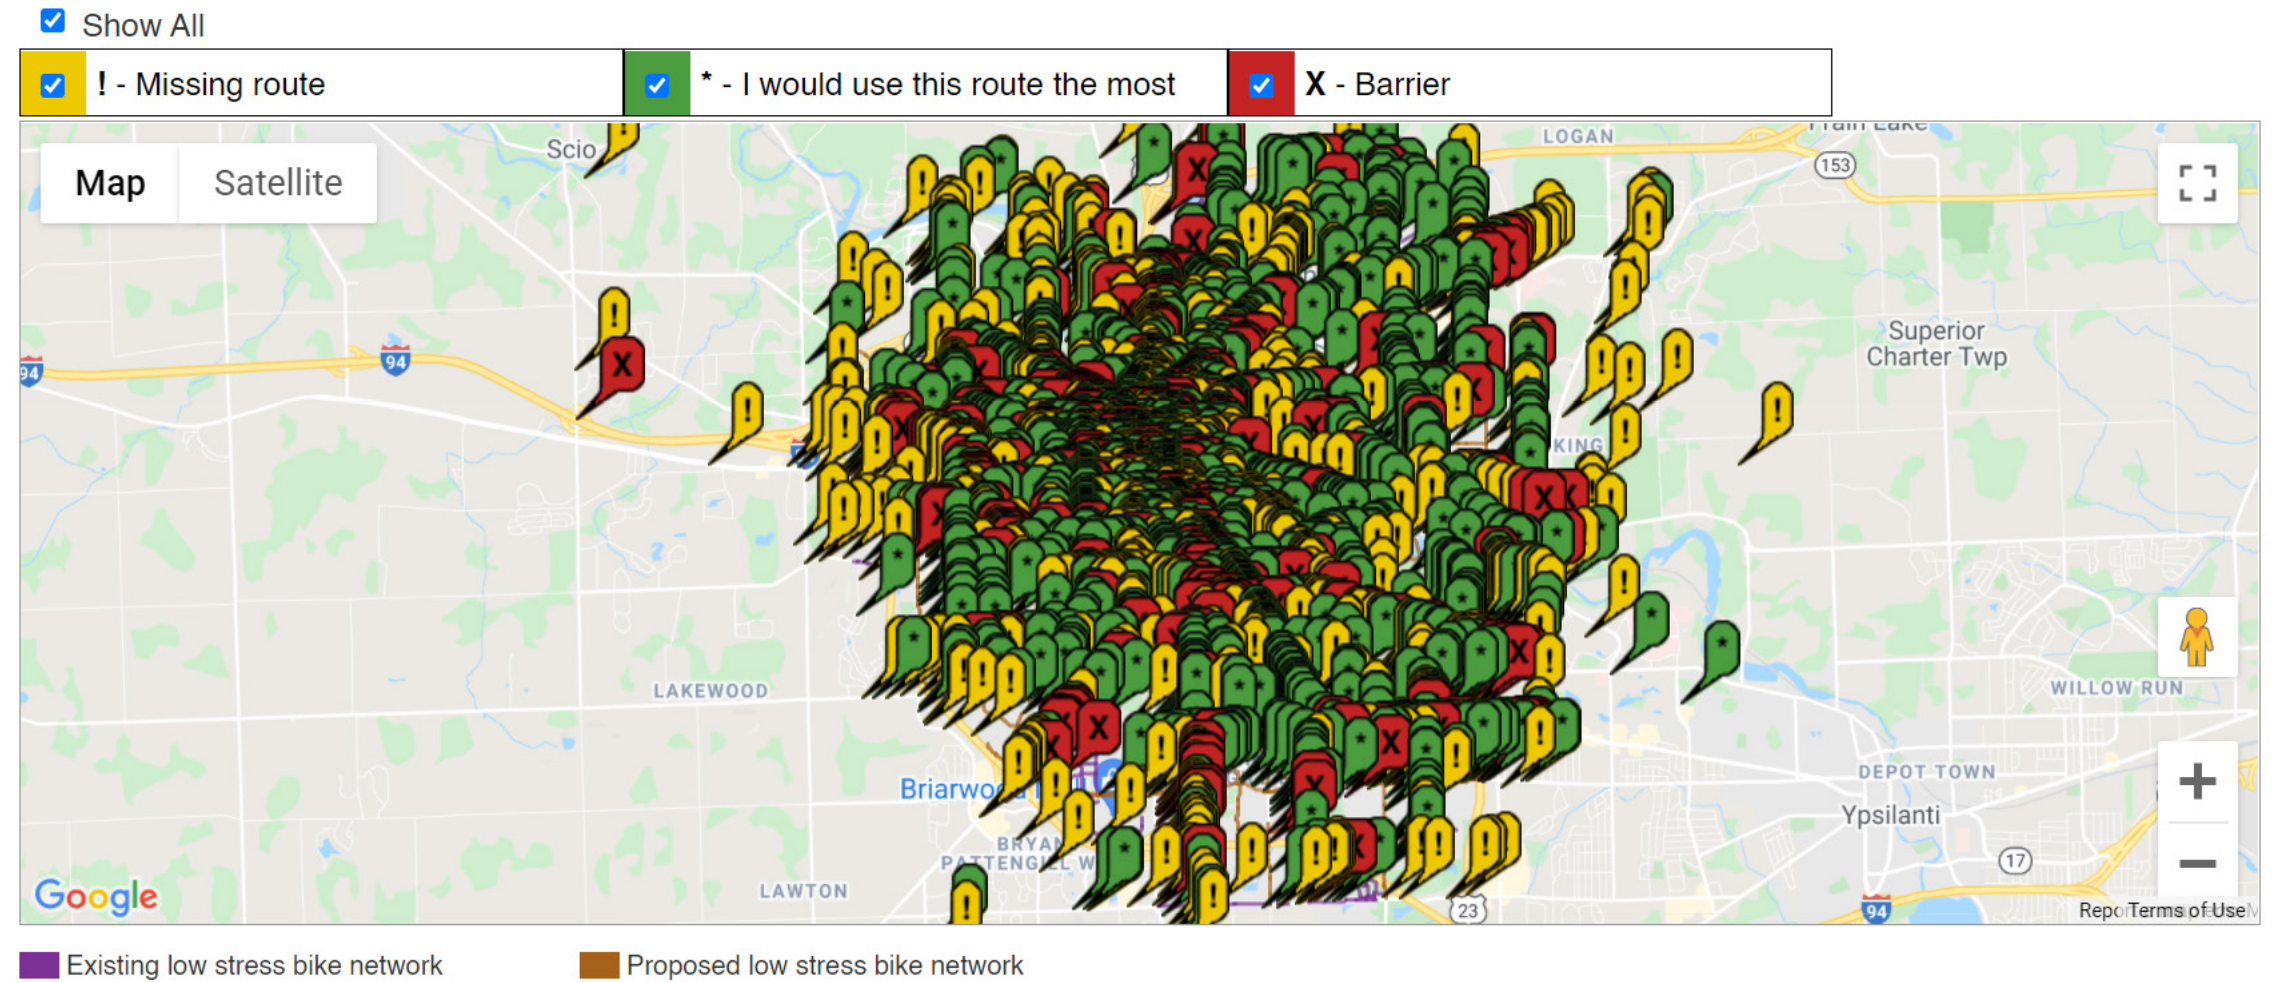 Show All
! - Missing route
* - I would use this route the most
X - Barrier
Map
Satellite
Scio
LOGAN
153
94
94
Superior
Charter Twp
KING
LAKEWOOD
WILLOW RUN
DEPOT TOWN
Ypsilanti
BRYAN
PATTENGILL
LAWTON
17
23
94
Google
Terms of Use
Existing low stress bike network
Proposed low stress bike network